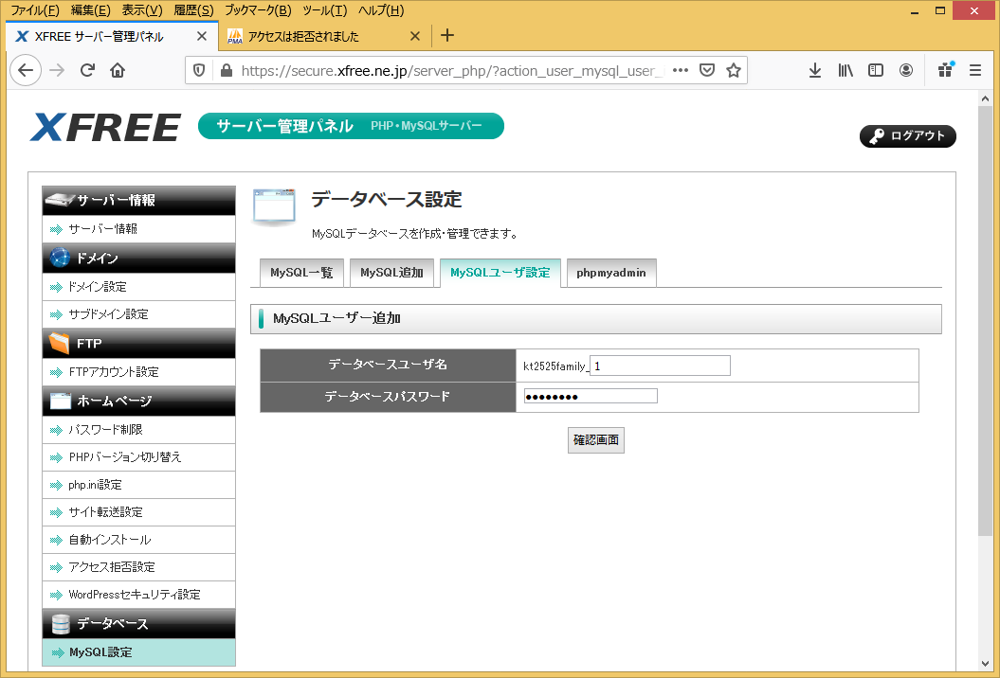 ファイル(F) 編集(E) 表示(V) 履歴(S) ブックマーク(B) ツール(T) ヘルプ(H)
XFREE サーバー管理パネル
PMA アクセスは拒否されました
https://secure.xfree.ne.jp/server_php/?action_user_mysql_user_
XFREE サーバー管理パネル PHP・MySQLサーバー
ログアウト
サーバー情報
サーバー情報
ドメイン
ドメイン設定
サブドメイン設定
FTP
FTPアカウント設定
ホームページ
パスワード制限
PHPバージョン切り替え
php.ini設定
サイト転送設定
自動インストール
アクセス拒否設定
WordPressセキュリティ設定
データベース
MySQL設定
データベース設定
MySQLデータベースを作成・管理できます。
MySQL一覧 MySQL追加 MySQLユーザ設定 phpmyadmin
MySQLユーザー追加
データベースユーザ名 kt2525family_ 1
データベースパスワード ●●●●●●●●
確認画面